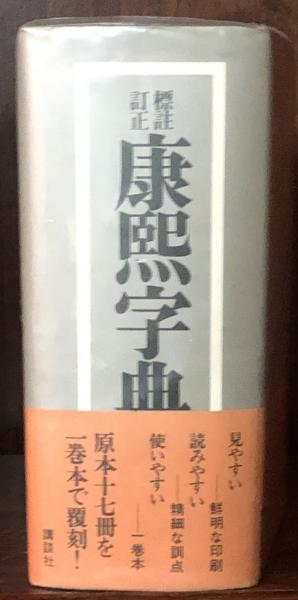 標註
訂正
康熙字典
見やすい──鮮明な印刷
読みやすい──精細な訓点
使いやすい──一巻本
原本十七冊を
一巻本で覆刻!
講談社